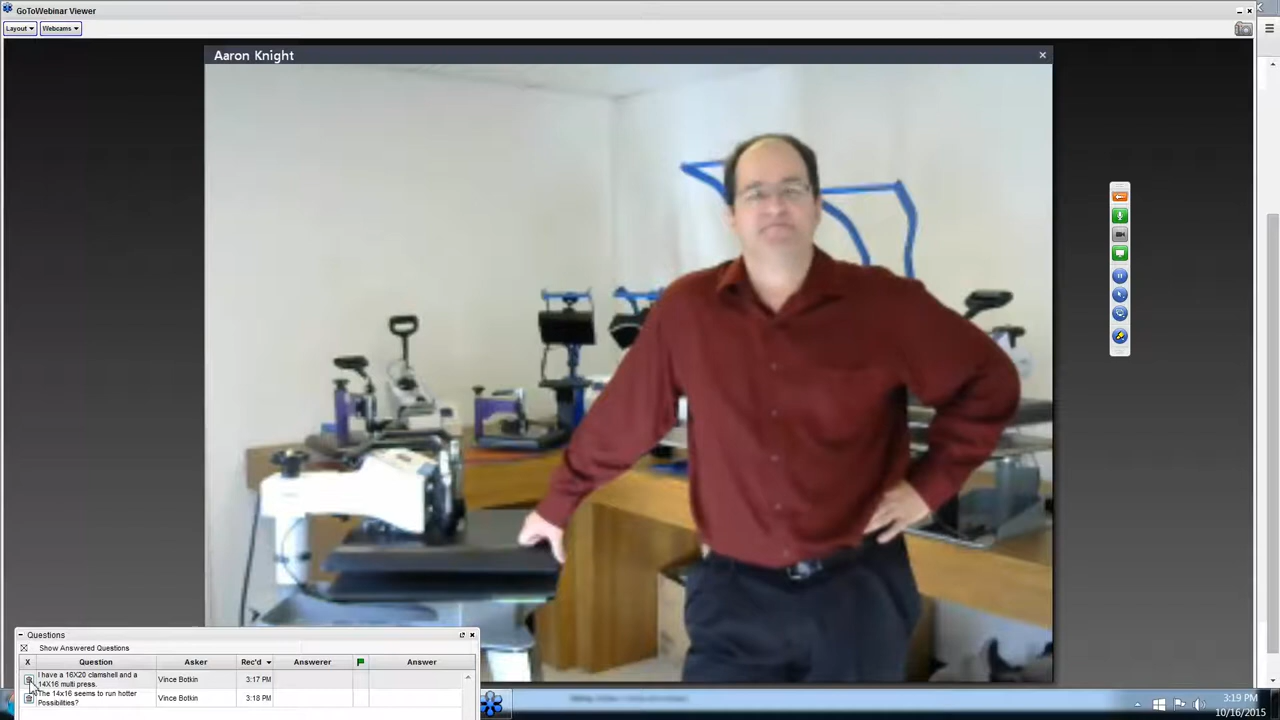 GoToWebinar Viewer
Layout
Webcams
Aaron Knight
Questions
Show Answered Questions
X Question Asker Rec'd Answerer Answer
I have a 16X20 clamshell and a
14X16 multi press.
Vince Botkin 3:17 PM
The 14x16 seems to run hotter
Possibilities?
Vince Botkin 3:18 PM
3:19 PM
10/16/2015